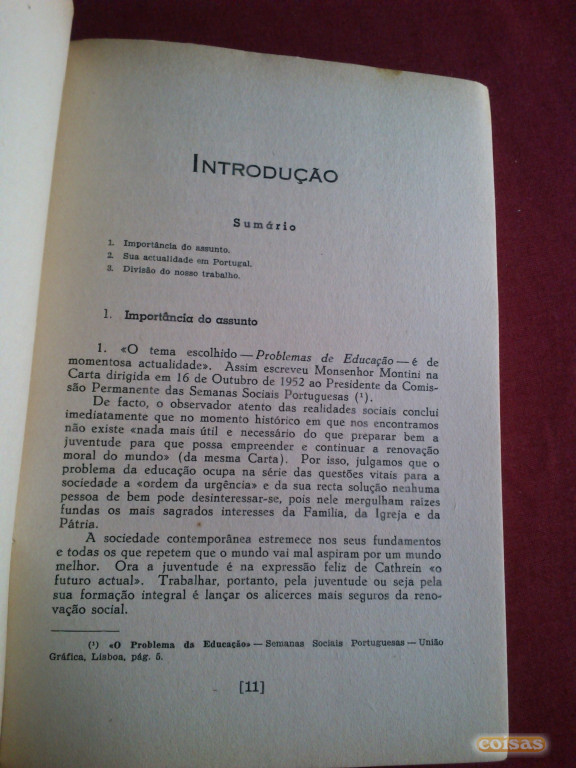 INTRODUÇÃO
Sumário
1. Importância do assunto.
2. Sua actualidade em Portugal.
3. Divisão do nosso trabalho.
1. Importância do assunto
1. «O tema escolhido — Problemas de Educação — é de
momentosa actualidade». Assim escreveu Monsenhor Montini na
Carta dirigida em 16 de Outubro de 1952 ao Presidente da Comis-
são Permanente das Semanas Sociais Portuguesas (¹).
De facto, o observador atento das realidades sociais conclui
imediatamente que no momento histórico em que nos encontramos
não existe «nada mais útil e necessário do que preparar bem a
juventude para que possa empreender e continuar a renovação
moral do mundo» (da mesma Carta). Por isso, julgamos que o
problema da educação ocupa na série das questões vitais para a
sociedade a «ordem da urgência» e da sua recta solução nenhuma
pessoa de bem pode desinteressar-se, pois nele mergulham raízes
fundas os mais sagrados interesses da Família, da Igreja e da
Pátria.
A sociedade contemporânea estremece nos seus fundamentos
e todas os que repetem que o mundo vai mal aspiram por um mundo
melhor. Ora a juventude é na expressão feliz de Cathrein «o
futuro actual». Trabalhar, portanto, pela juventude ou seja pela
sua formação integral é lançar os alicerces mais seguros da reno-
vação social.
(¹) «O Problema da Educação» — Semanas Sociais Portuguesas — União
Gráfica, Lisboa, pág. 5.
[11]
coisas